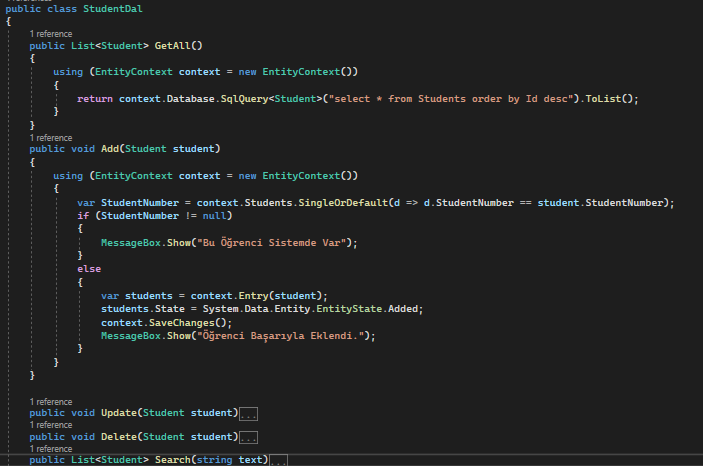 public class StudentDal
{
1 reference
public List<Student> GetAll()
{
using (EntityContext context = new EntityContext())
{
return context.Database.SqlQuery<Student>("select * from Students order by Id desc").ToList();
}
}
1 reference
public void Add(Student student)
{
using (EntityContext context = new EntityContext())
{
var StudentNumber = context.Students.SingleOrDefault(d => d.StudentNumber == student.StudentNumber);
if (StudentNumber != null)
{
MessageBox.Show("Bu Öğrenci Sistemde Var");
}
else
{
var students = context.Entry(student);
students.State = System.Data.Entity.EntityState.Added;
context.SaveChanges();
MessageBox.Show("Öğrenci Başarıyla Eklendi.");
}
}
}
1 reference
public void Update(Student student)...
1 reference
public void Delete(Student student)...
1 reference
public List<Student> Search(string text)...